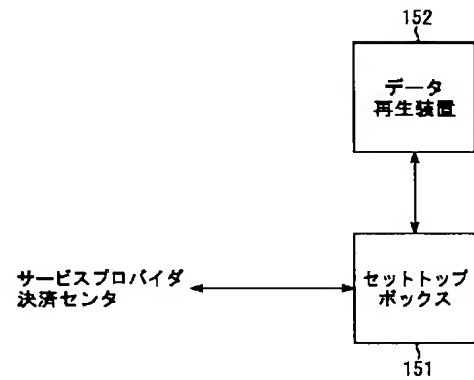 152
データ
再生装置
サービスプロバイダ
決済センタ
セットトップ
ボックス
151